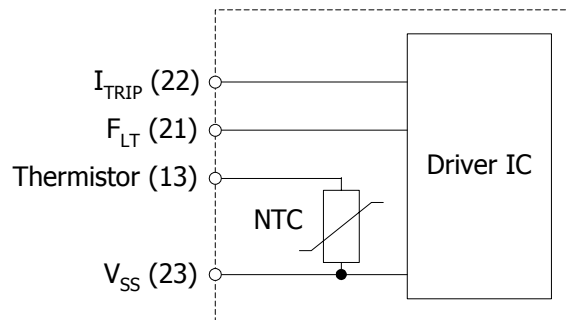 I_TRIP (22)
F_LT (21)
Thermistor (13)
NTC
V_SS (23)
Driver IC